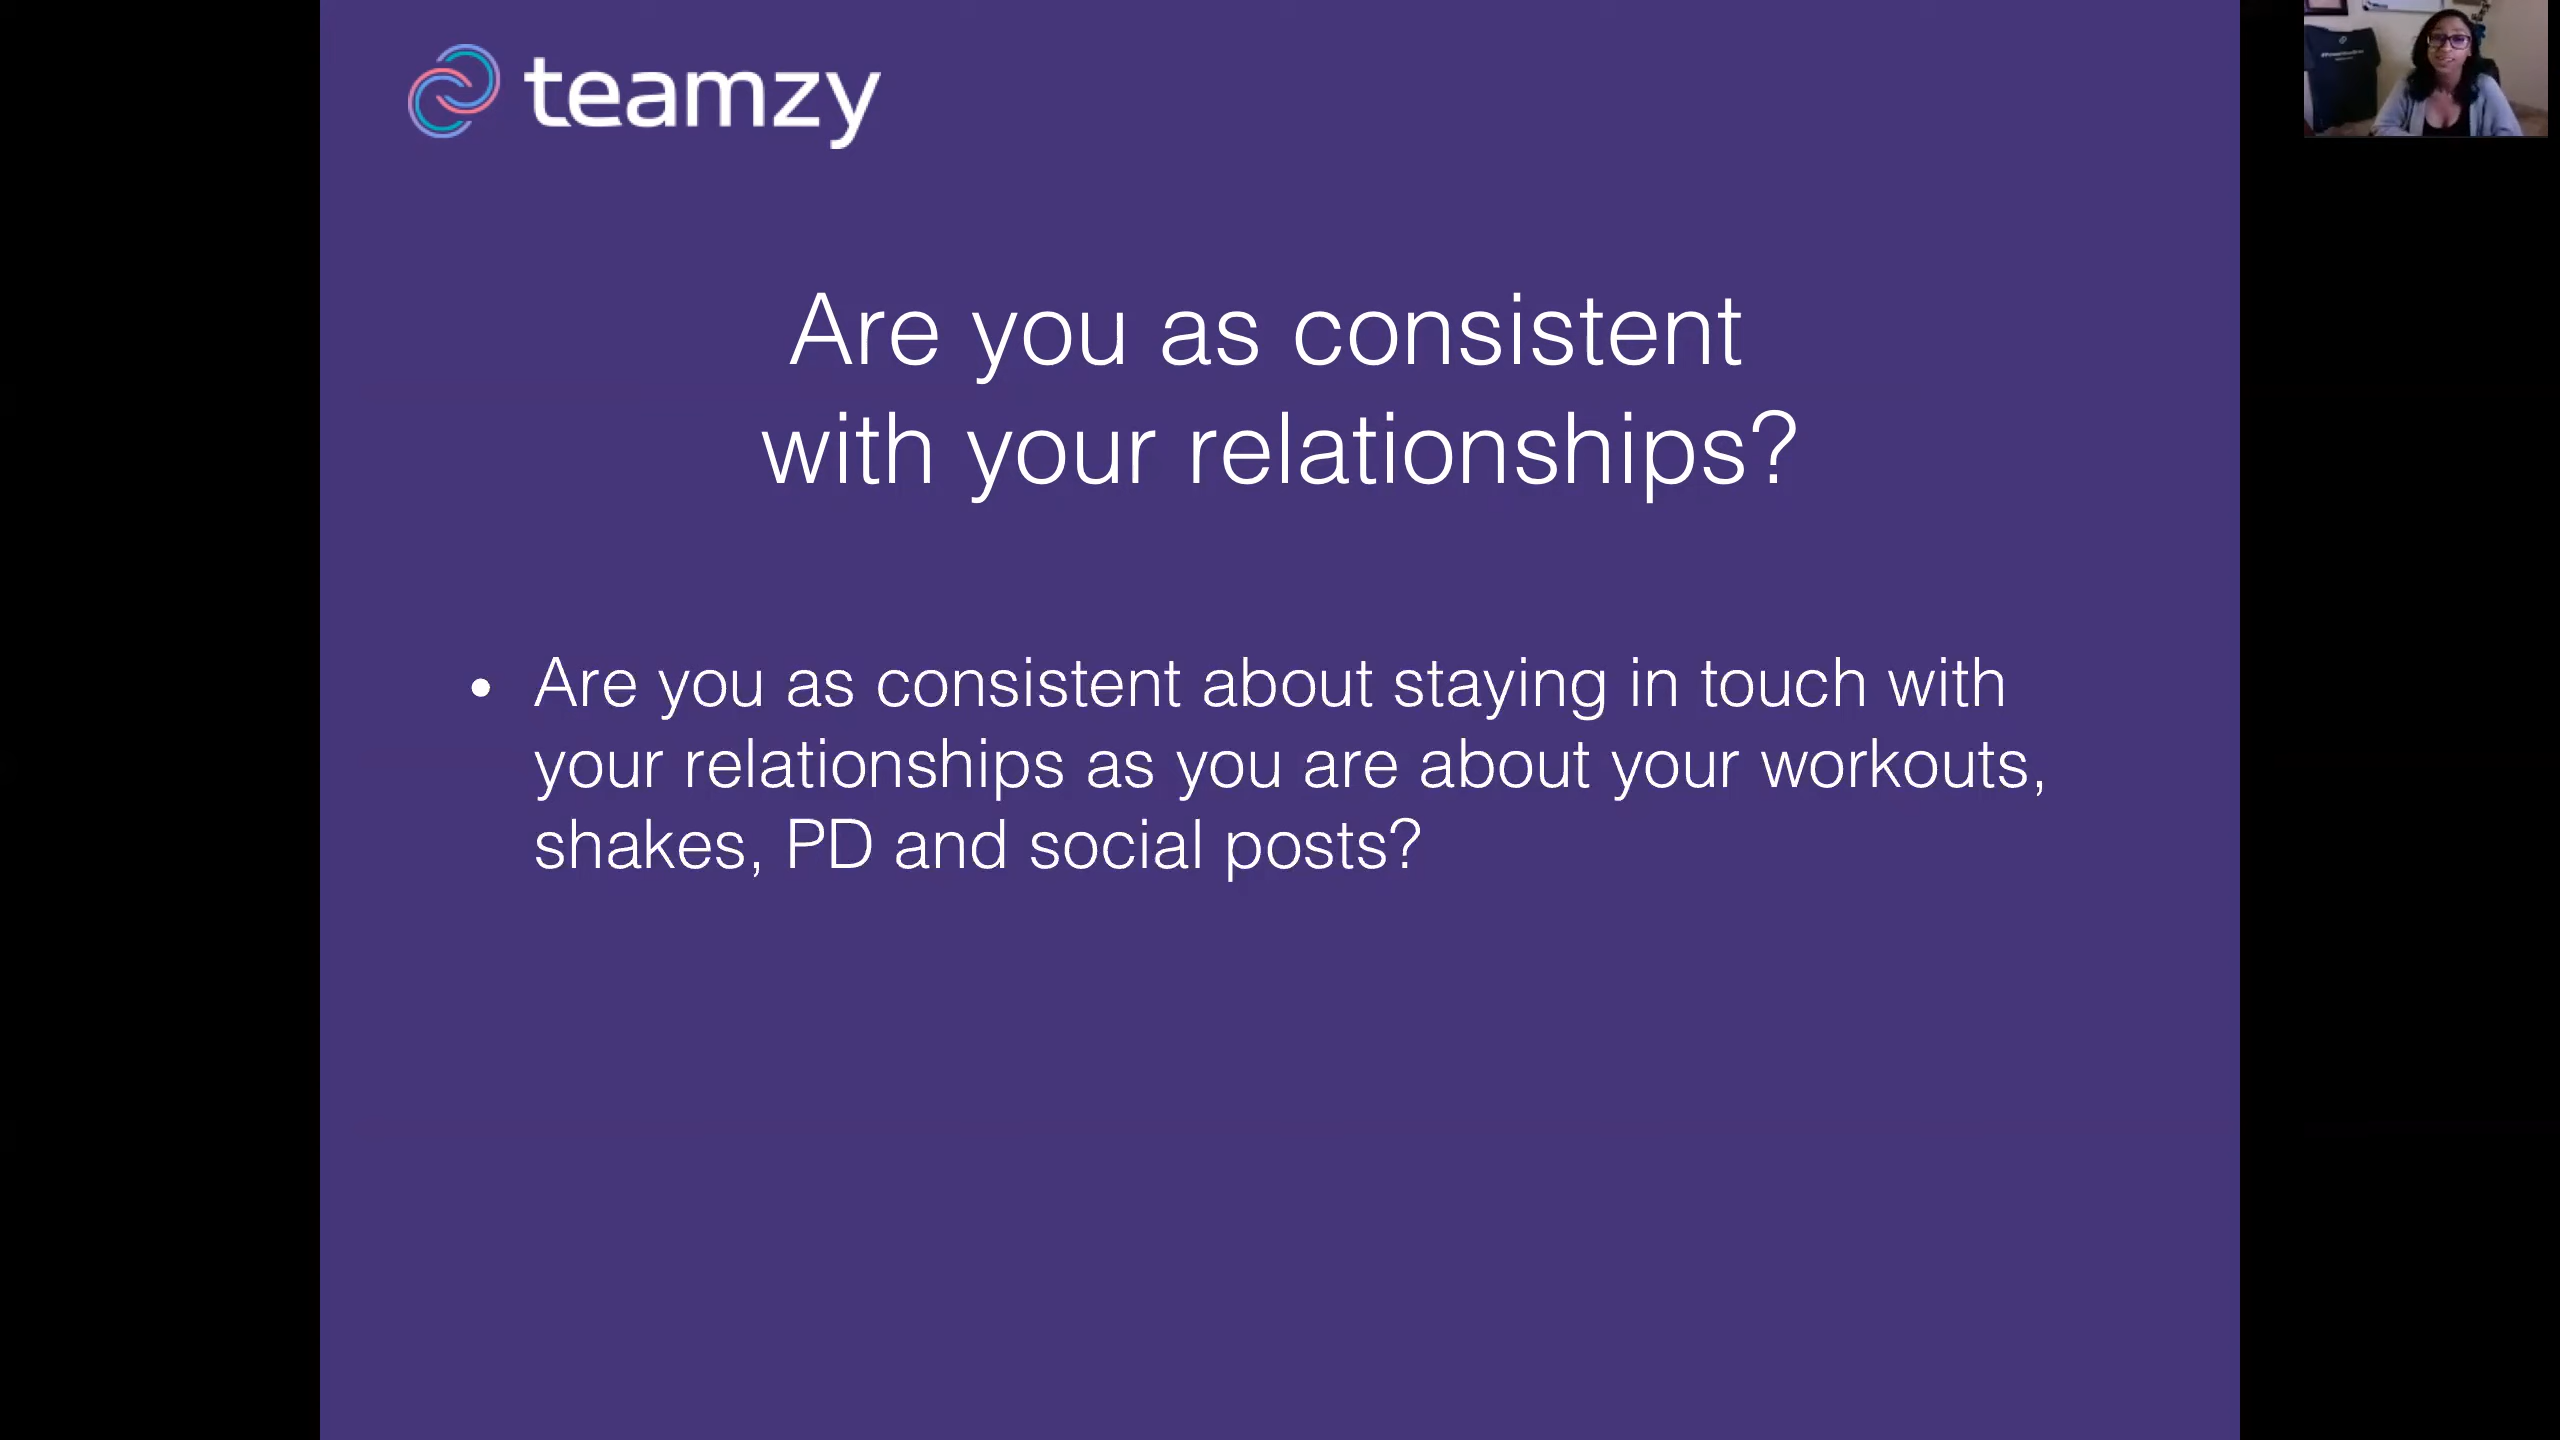 teamzy
Are you as consistent
with your relationships?
• Are you as consistent about staying in touch with
your relationships as you are about your workouts,
shakes, PD and social posts?